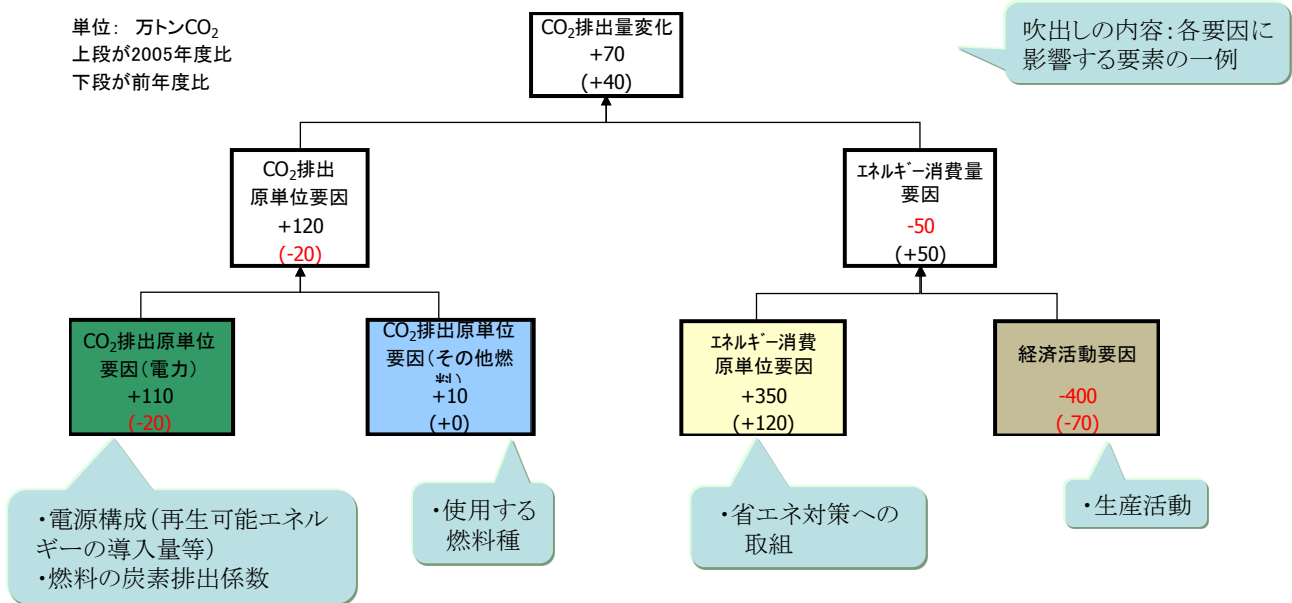 単位： 万トンCO₂
上段が2005年度比
下段が前年度比
CO₂排出量変化
+70
(+40)
吹出しの内容：各要因に
影響する要素の一例
CO₂排出
原単位要因
+120
(-20)
ｴﾈﾙｷﾞｰ消費量
要因
-50
(+50)
CO₂排出原単位
要因（電力）
+110
(-20)
CO₂排出原単位
要因（その他燃
料）
+10
(+0)
ｴﾈﾙｷﾞｰ消費
原単位要因
+350
(+120)
経済活動要因
-400
(-70)
・電源構成（再生可能エネル
ギーの導入量等）
・燃料の炭素排出係数
・使用する
燃料種
・省エネ対策への
取組
・生産活動